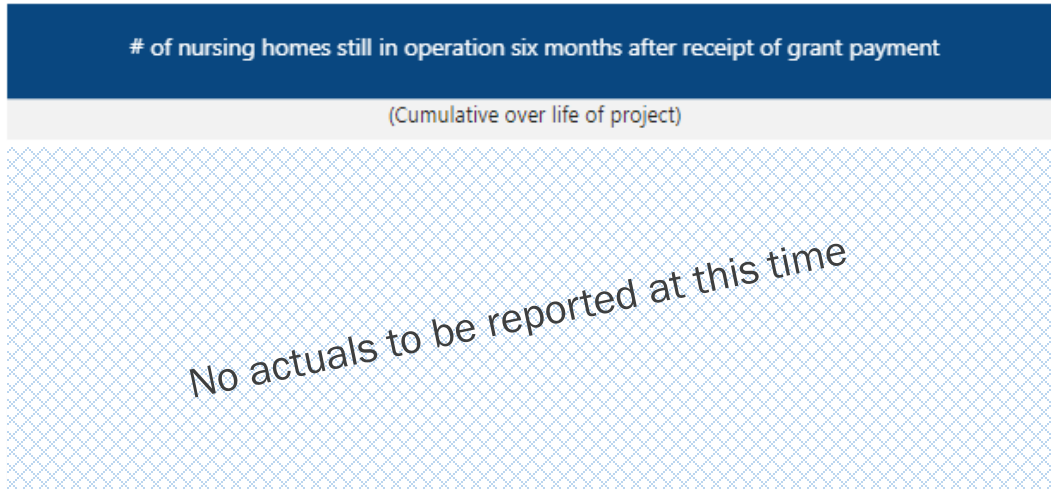 # of nursing homes still in operation six months after receipt of grant payment
(Cumulative over life of project)
No actuals to be reported at this time